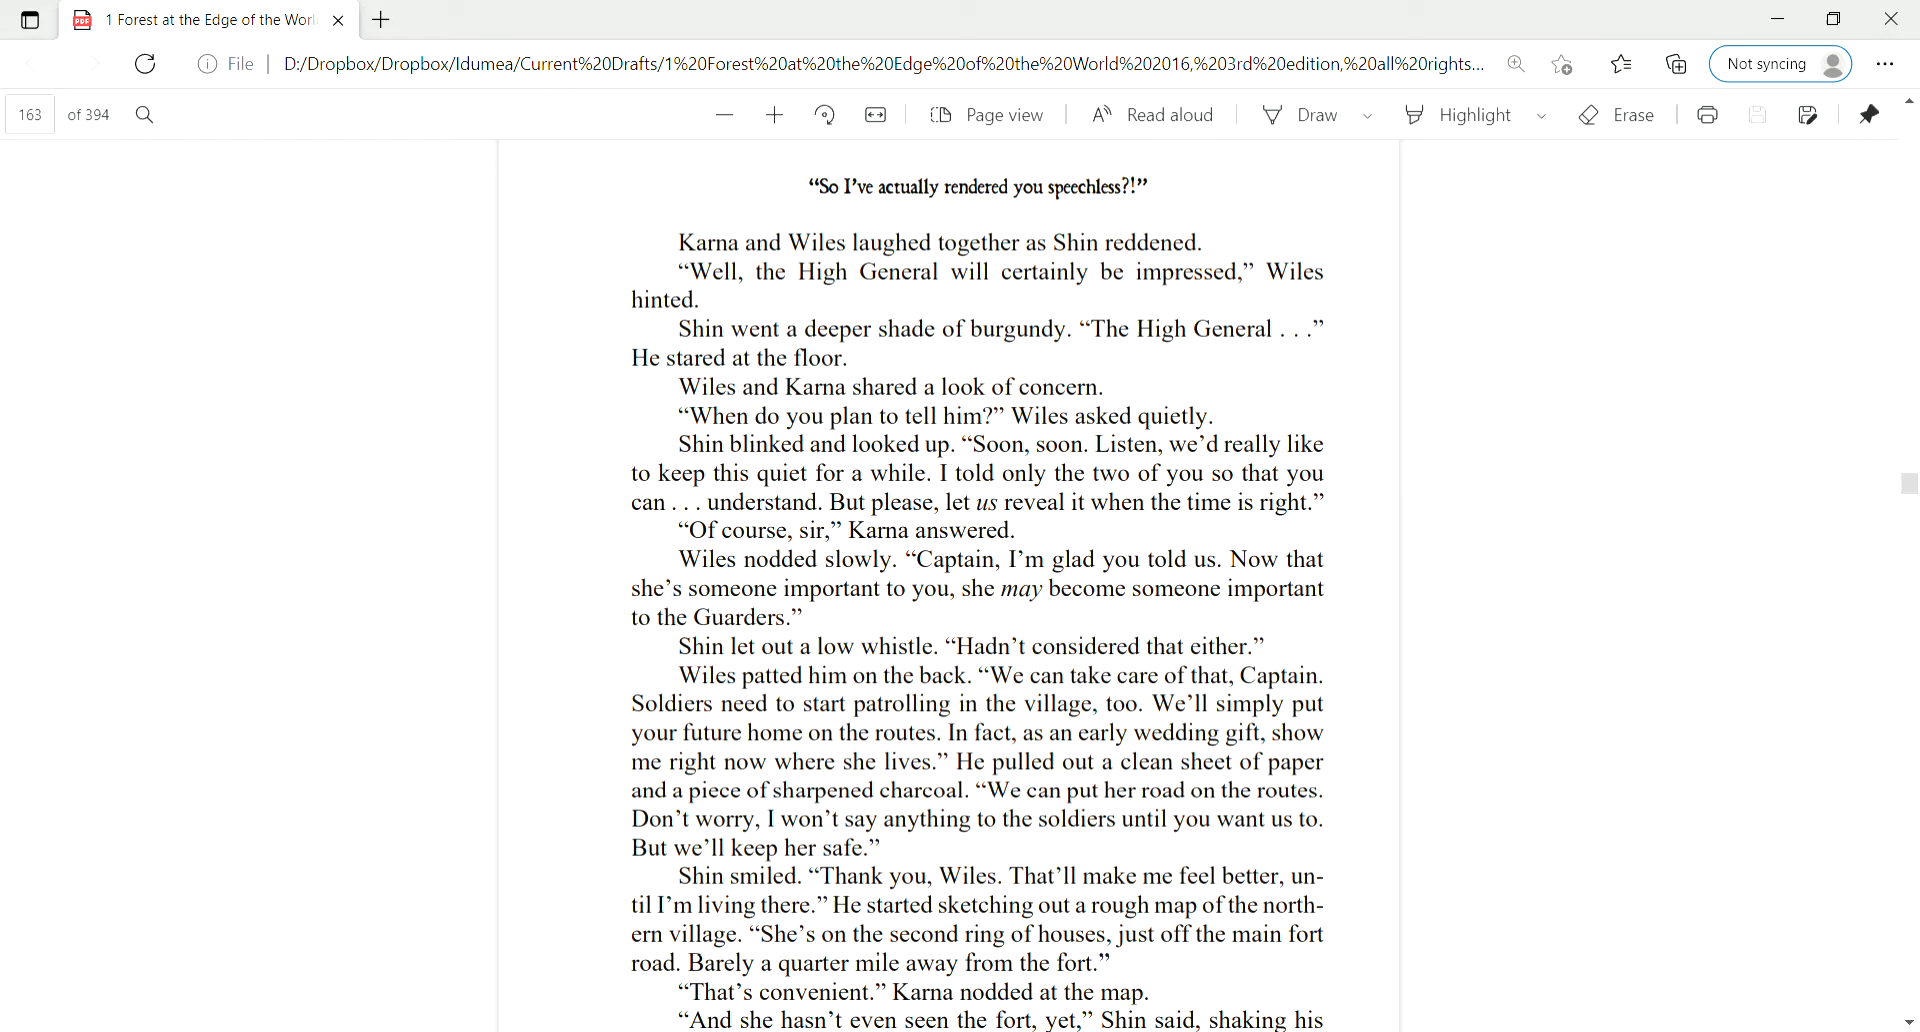 1 Forest at the Edge of the Worl
File
D:/Dropbox/Dropbox/Idumea/Current%20Drafts/1%20Forest%20at%20the%20Edge%20of%20the%20World%202016,%203rd%20edition,%20all%20rights...
Not syncing
163 of 394
Page view
Read aloud
Draw
Highlight
Erase
“So I’ve actually rendered you speechless?!”
Karna and Wiles laughed together as Shin reddened.
“Well, the High General will certainly be impressed,” Wiles
hinted.
Shin went a deeper shade of burgundy. “The High General . . .”
He stared at the floor.
Wiles and Karna shared a look of concern.
“When do you plan to tell him?” Wiles asked quietly.
Shin blinked and looked up. “Soon, soon. Listen, we’d really like
to keep this quiet for a while. I told only the two of you so that you
can . . . understand. But please, let us reveal it when the time is right.”
“Of course, sir,” Karna answered.
Wiles nodded slowly. “Captain, I’m glad you told us. Now that
she’s someone important to you, she may become someone important
to the Guarders.”
Shin let out a low whistle. “Hadn’t considered that either.”
Wiles patted him on the back. “We can take care of that, Captain.
Soldiers need to start patrolling in the village, too. We’ll simply put
your future home on the routes. In fact, as an early wedding gift, show
me right now where she lives.” He pulled out a clean sheet of paper
and a piece of sharpened charcoal. “We can put her road on the routes.
Don’t worry, I won’t say anything to the soldiers until you want us to.
But we’ll keep her safe.”
Shin smiled. “Thank you, Wiles. That’ll make me feel better, un-
til I’m living there.” He started sketching out a rough map of the north-
ern village. “She’s on the second ring of houses, just off the main fort
road. Barely a quarter mile away from the fort.”
“That’s convenient.” Karna nodded at the map.
“And she hasn’t even seen the fort, yet,” Shin said, shaking his